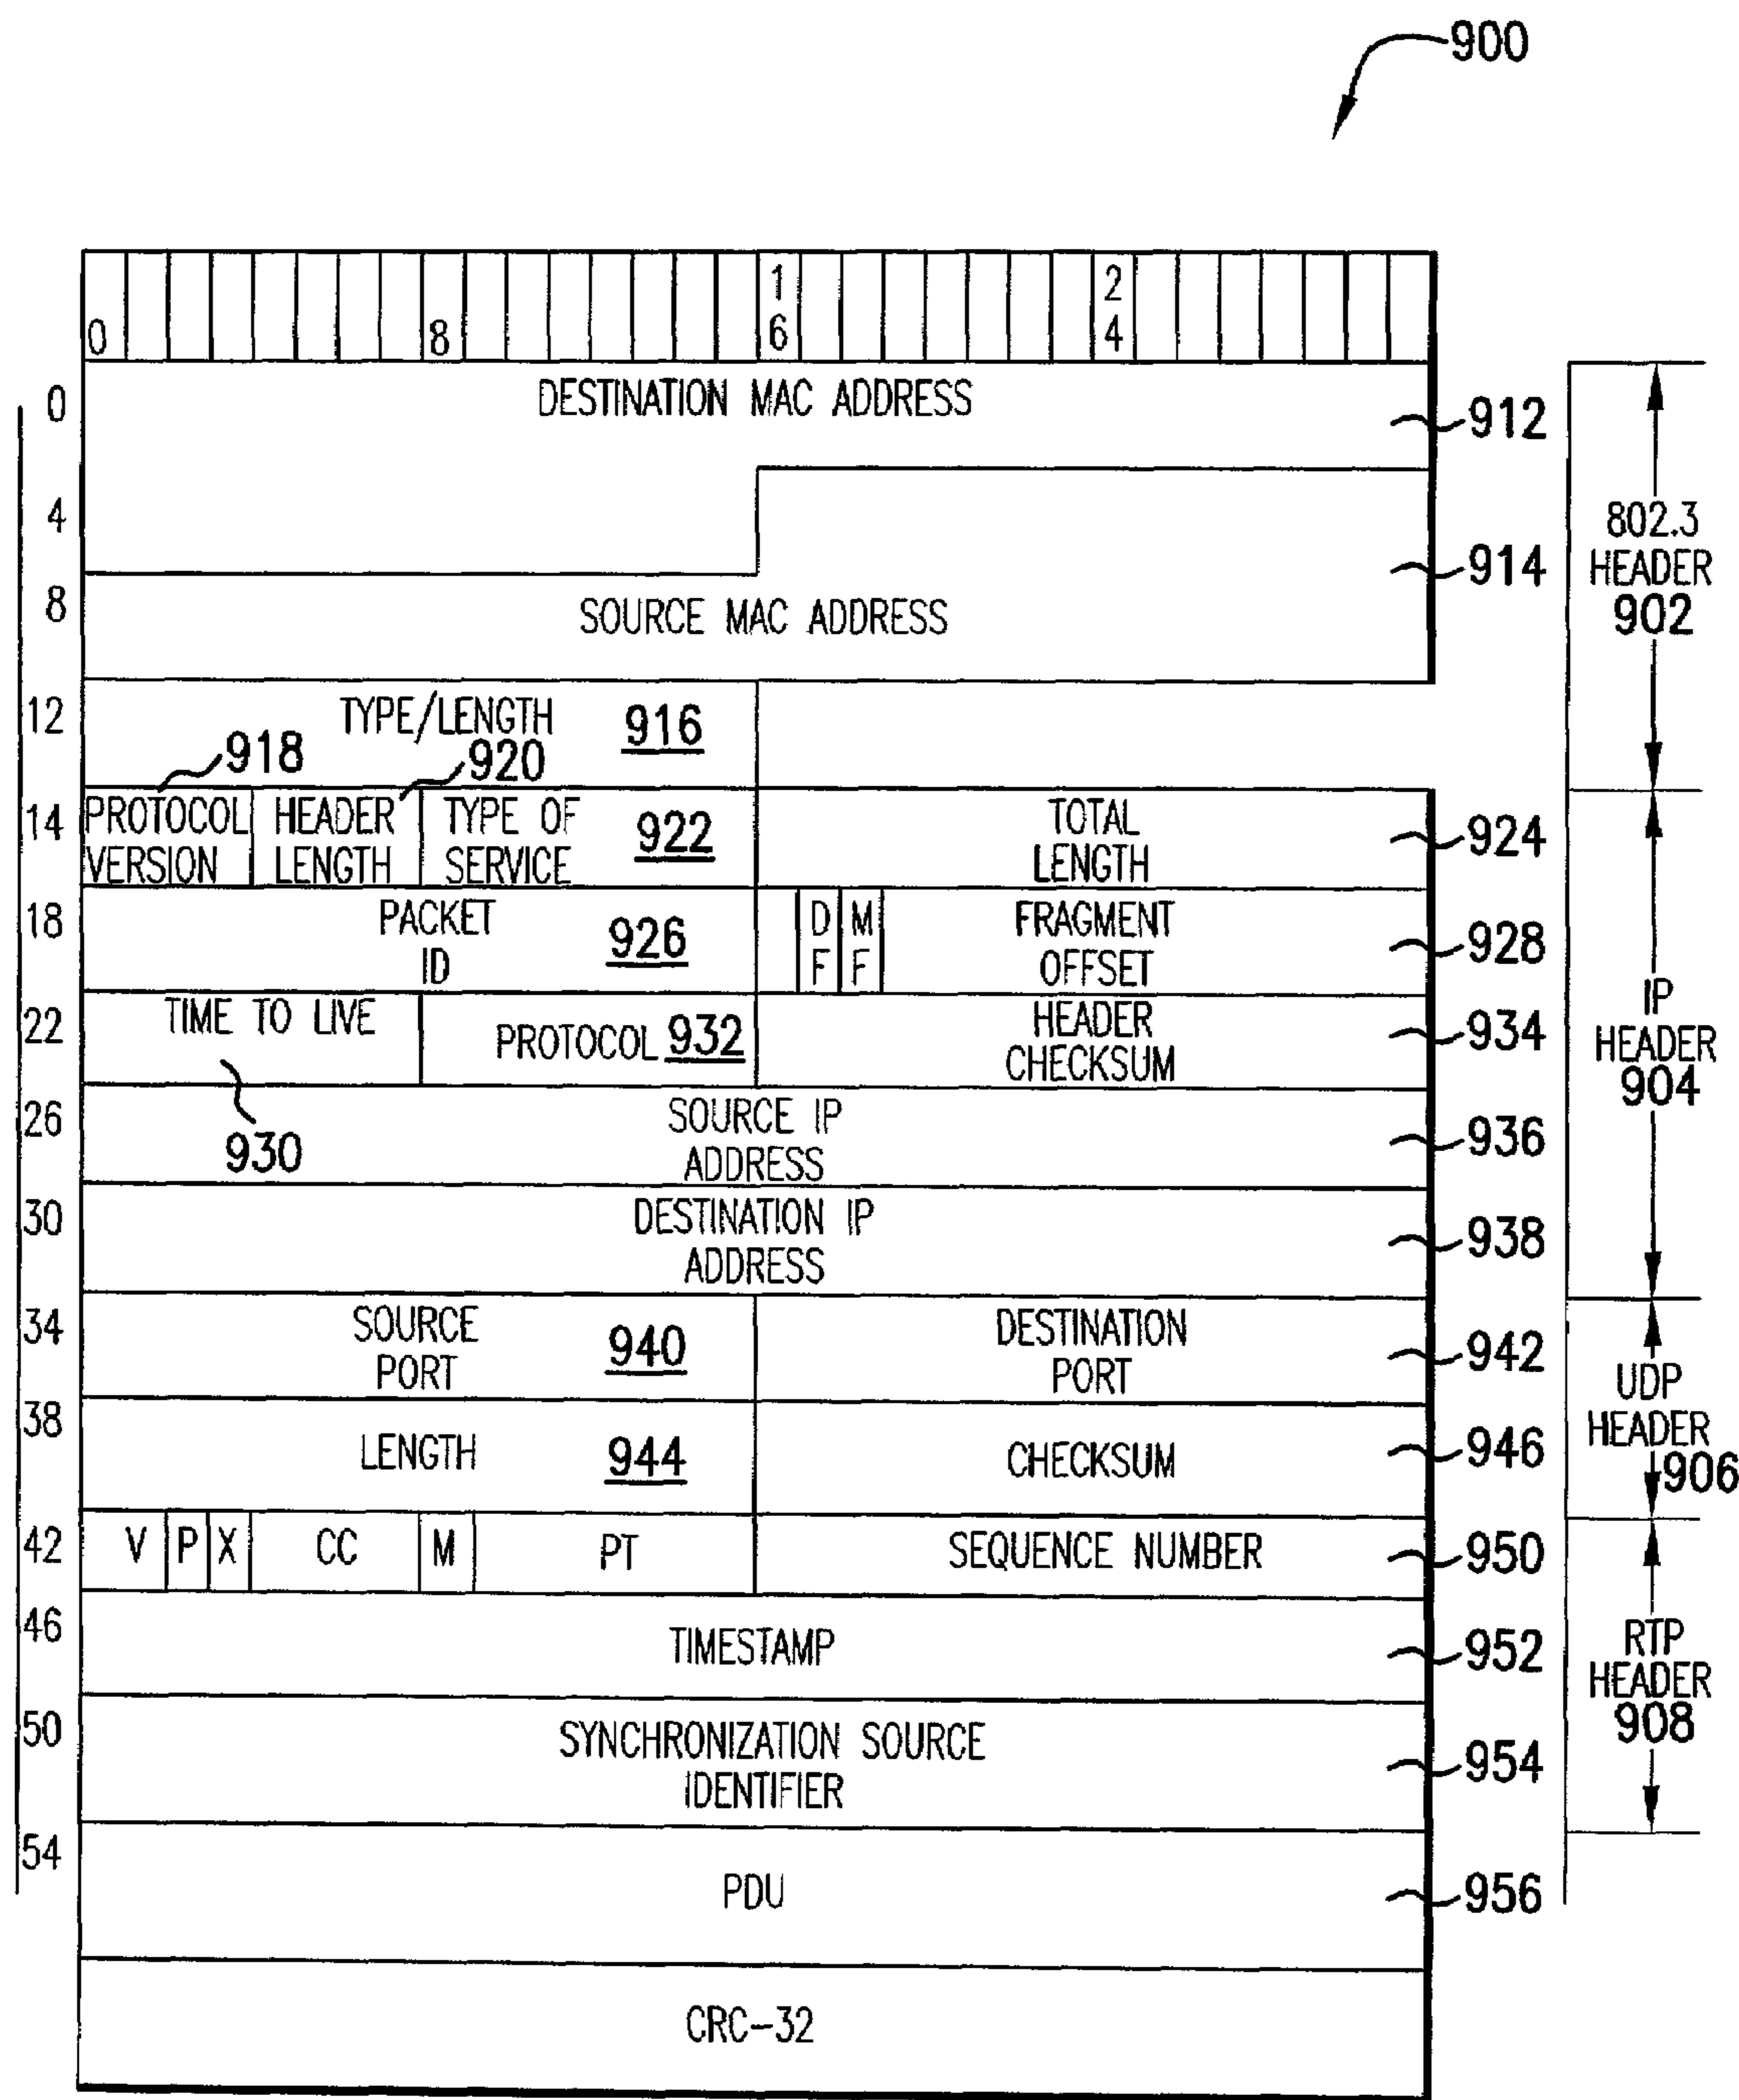 900
0 8 16 24
0 DESTINATION MAC ADDRESS 912
4
914
8 SOURCE MAC ADDRESS
802.3
HEADER
902
12 TYPE/LENGTH 916
918 920
14 PROTOCOL VERSION HEADER LENGTH TYPE OF SERVICE 922 TOTAL LENGTH 924
18 PACKET ID 926 DF MF FRAGMENT OFFSET 928
22 TIME TO LIVE PROTOCOL 932 HEADER CHECKSUM 934
930
IP
HEADER
904
26 SOURCE IP ADDRESS 936
30 DESTINATION IP ADDRESS 938
34 SOURCE PORT 940 DESTINATION PORT 942
38 LENGTH 944 CHECKSUM 946
UDP
HEADER
906
42 V P X CC M PT SEQUENCE NUMBER 950
46 TIMESTAMP 952
50 SYNCHRONIZATION SOURCE IDENTIFIER 954
RTP
HEADER
908
54 PDU 956
CRC-32